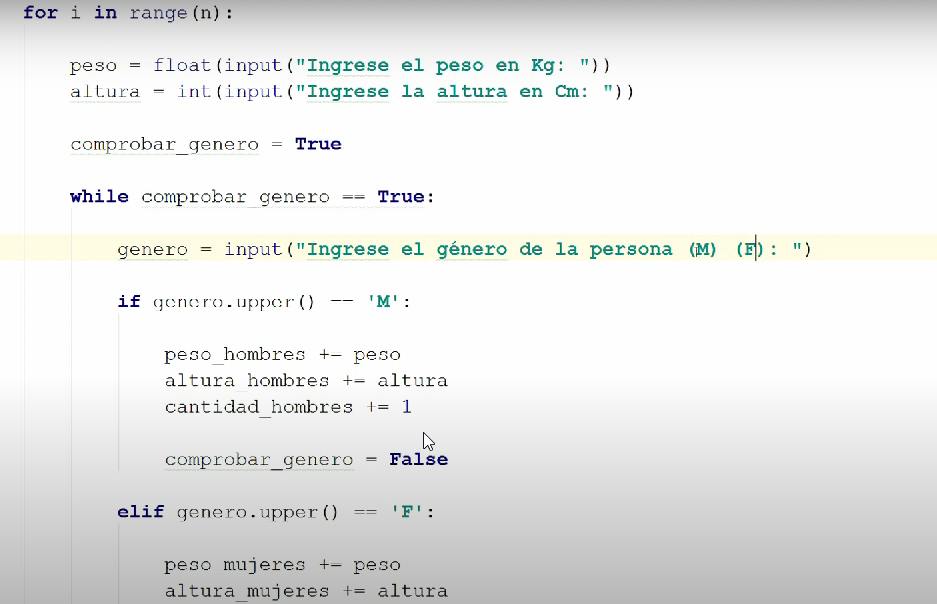 for i in range(n):
peso = float(input("Ingrese el peso en Kg: "))
altura = int(input("Ingrese la altura en Cm: "))
comprobar_genero = True
while comprobar_genero == True:
genero = input("Ingrese el género de la persona (M) (F): ")
if genero.upper() == 'M':
peso_hombres += peso
altura_hombres += altura
cantidad_hombres += 1
comprobar_genero = False
elif genero.upper() == 'F':
peso_mujeres += peso
altura_mujeres += altura